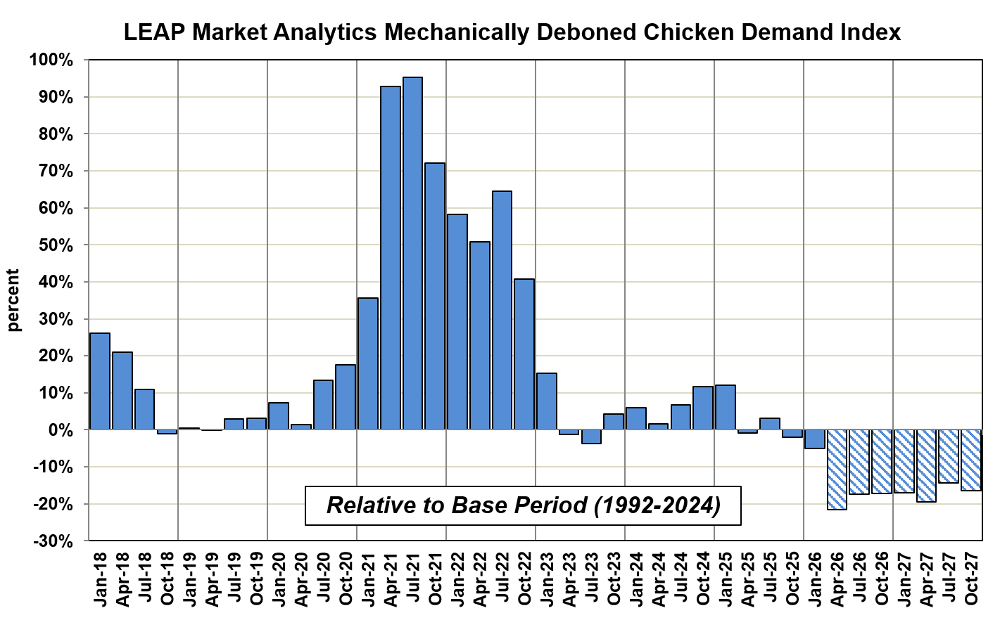 LEAP Market Analytics Mechanically Deboned Chicken Demand Index
percent
100%
90%
80%
70%
60%
50%
40%
30%
20%
10%
0%
-10%
-20%
-30%
Relative to Base Period (1992-2024)
Jan-18
Apr-18
Jul-18
Oct-18
Jan-19
Apr-19
Jul-19
Oct-19
Jan-20
Apr-20
Jul-20
Oct-20
Jan-21
Apr-21
Jul-21
Oct-21
Jan-22
Apr-22
Jul-22
Oct-22
Jan-23
Apr-23
Jul-23
Oct-23
Jan-24
Apr-24
Jul-24
Oct-24
Jan-25
Apr-25
Jul-25
Oct-25
Jan-26
Apr-26
Jul-26
Oct-26
Jan-27
Apr-27
Jul-27
Oct-27